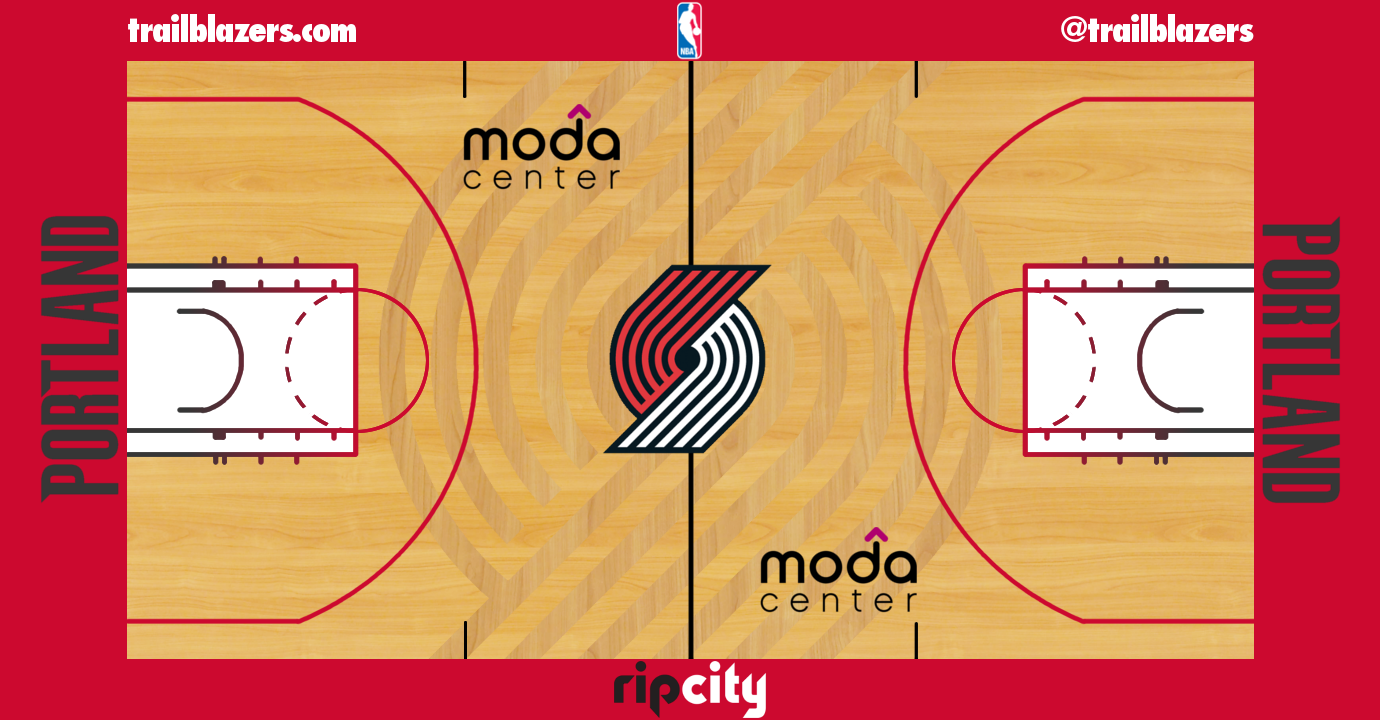 trailblazers.com
NBA
@trailblazers
moda
center
PORTLAND
PORTLAND
moda
center
ripcity